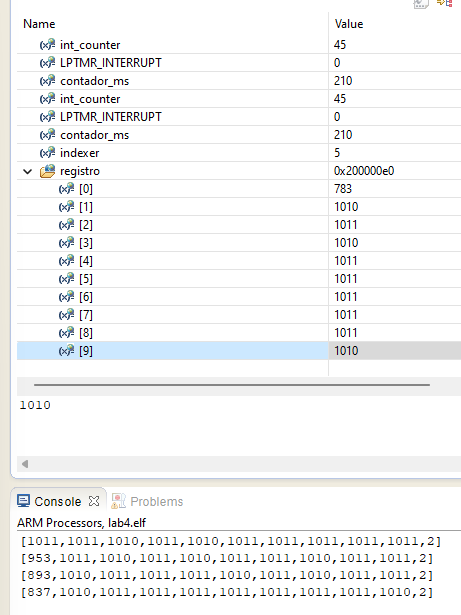 Name Value
int_counter 45
LPTMR_INTERRUPT 0
contador_ms 210
int_counter 45
LPTMR_INTERRUPT 0
contador_ms 210
indexer 5
registro 0x200000e0
[0] 783
[1] 1010
[2] 1011
[3] 1010
[4] 1011
[5] 1011
[6] 1011
[7] 1011
[8] 1011
[9] 1010
1010
Console Problems
ARM Processors, lab4.elf
[1011,1011,1010,1011,1010,1011,1011,1011,1011,1011,2]
[953,1010,1011,1010,1010,1011,1011,1010,1011,1011,2]
[893,1010,1011,1011,1011,1010,1011,1010,1011,1011,2]
[837,1010,1011,1011,1011,1011,1011,1011,1011,1010,2]